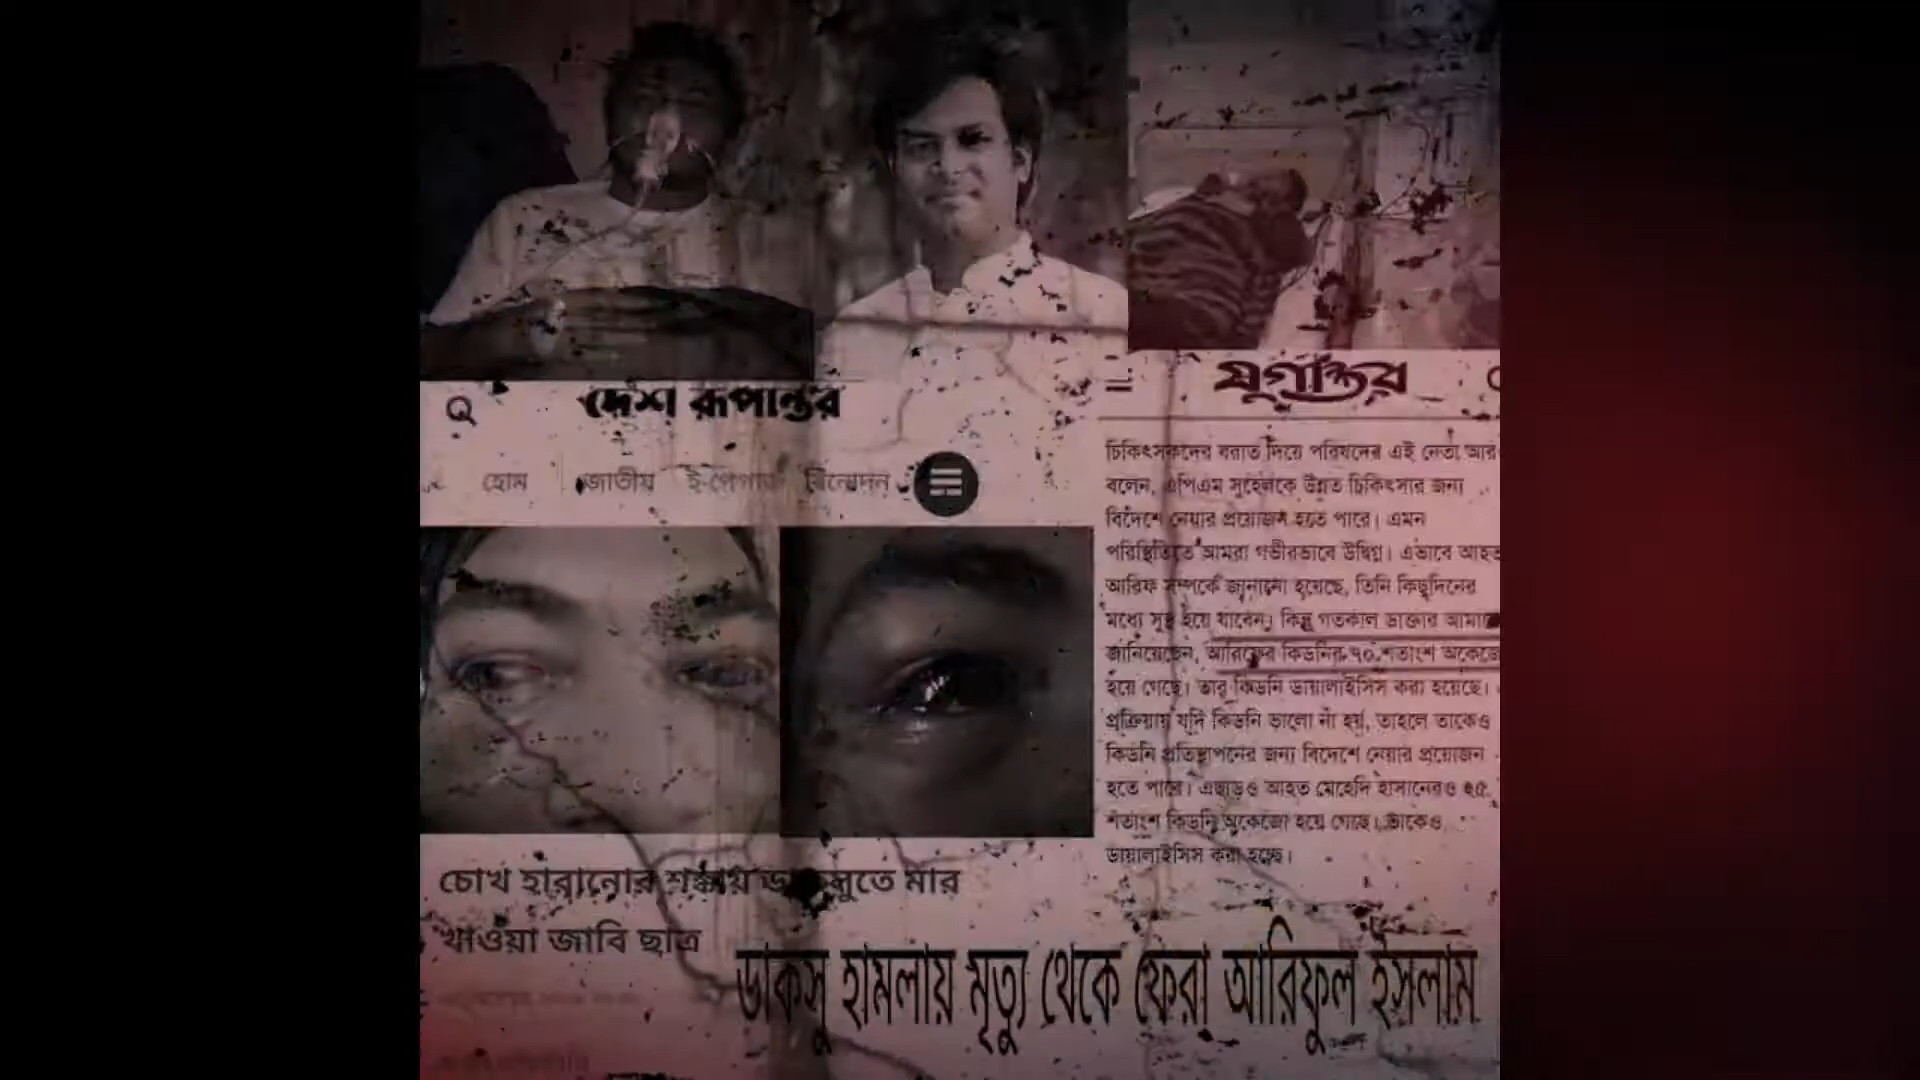 দেশ রূপান্তর
হোম জাতীয় ই-পেপার বিনোদন
চোখ হারানোর শঙ্কায় ডাকসুতে মার
খাওয়া জাবি ছাত্র
যুগান্তর
চিকিৎসকদের বরাত দিয়ে পরিষদের এই নেতা আরও
বলেন, এপিএম সুহেলকে উন্নত চিকিৎসার জন্য
বিদেশে নেয়ার প্রয়োজন হতে পারে। এমন
পরিস্থিতিতে আমরা গভীরভাবে উদ্বিগ্ন। এভাবে আহত
আরিফ সম্পর্কে জানানো হয়েছে, তিনি কিছুদিনের
মধ্যে সুস্থ হয়ে যাবেন। কিন্তু গতকাল ডাক্তার আমাকে
জানিয়েছেন, আরিফের কিডনির ৭০ শতাংশ অকেজো
হয়ে গেছে। তার কিডনি ডায়ালাইসিস করা হয়েছে।
প্রক্রিয়ায় যদি কিডনি ভালো না হয়, তাহলে তাকেও
কিডনি প্রতিস্থাপনের জন্য বিদেশে নেয়ার প্রয়োজন
হতে পারে। এছাড়াও আহত মেহেদি হাসানেরও ২৫
শতাংশ কিডনি অকেজো হয়ে গেছে। তাকেও
ডায়ালাইসিস করা হচ্ছে।
ডাকসু হামলায় মৃত্যু থেকে ফেরা আরিফুল ইসলাম